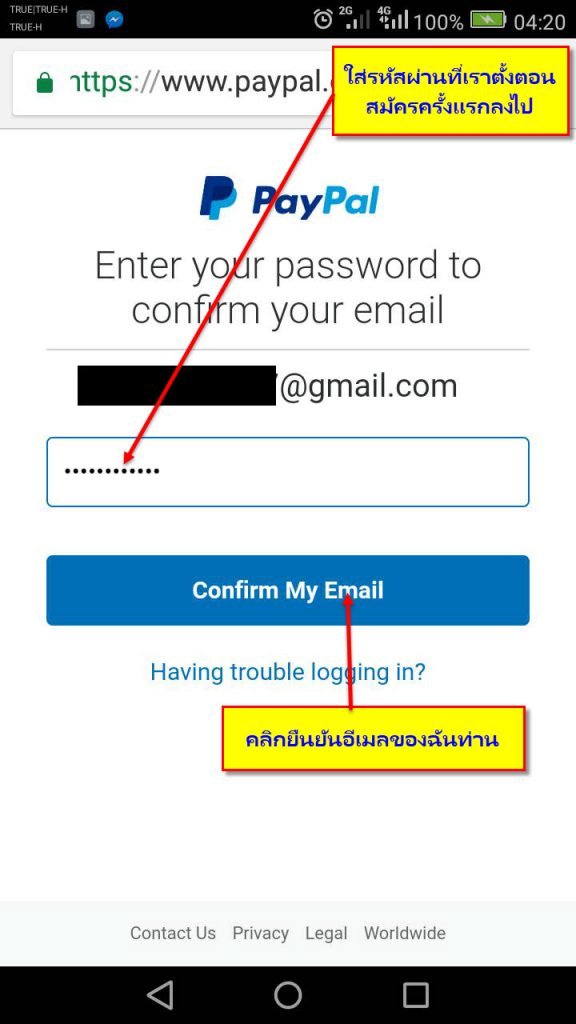 TRUE|TRUE-H
TRUE-H
2G 4G 100% 04:20
https://www.paypal.
ใส่รหัสผ่านที่เราตั้งตอน
สมัครครั้งแรกลงไป
PayPal
Enter your password to
confirm your email
@gmail.com
Confirm My Email
Having trouble logging in?
คลิกยืนยันอีเมลของฉันท่าน
Contact Us Privacy Legal Worldwide